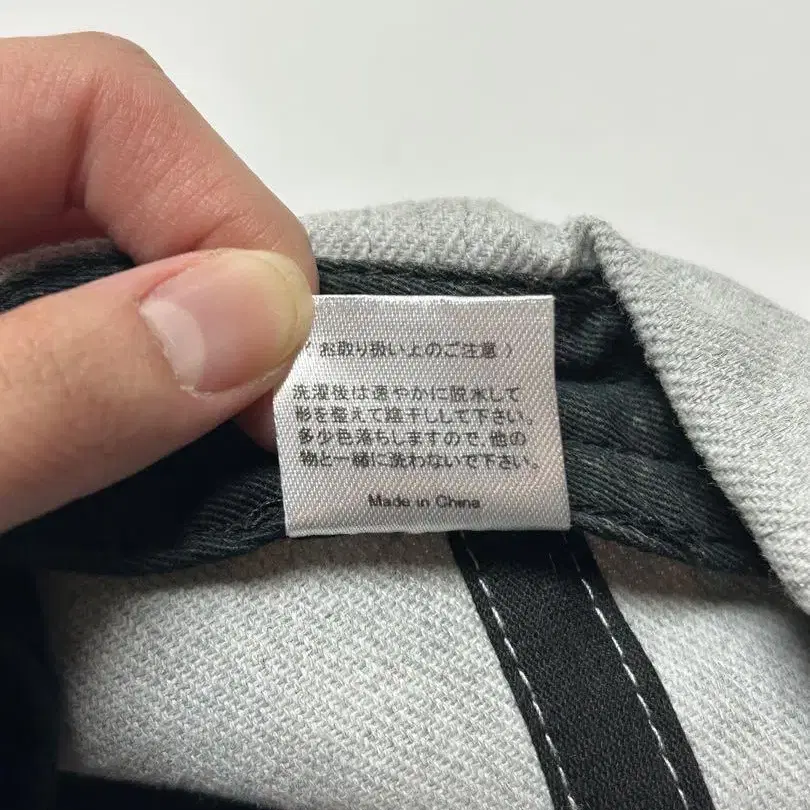 〈お取り扱い上のご注意〉
洗濯後は速やかに脱水して
形を整えて陰干しして下さい。
多少色落ちしますので、他の
物と一緒に洗わないで下さい。
Made in China